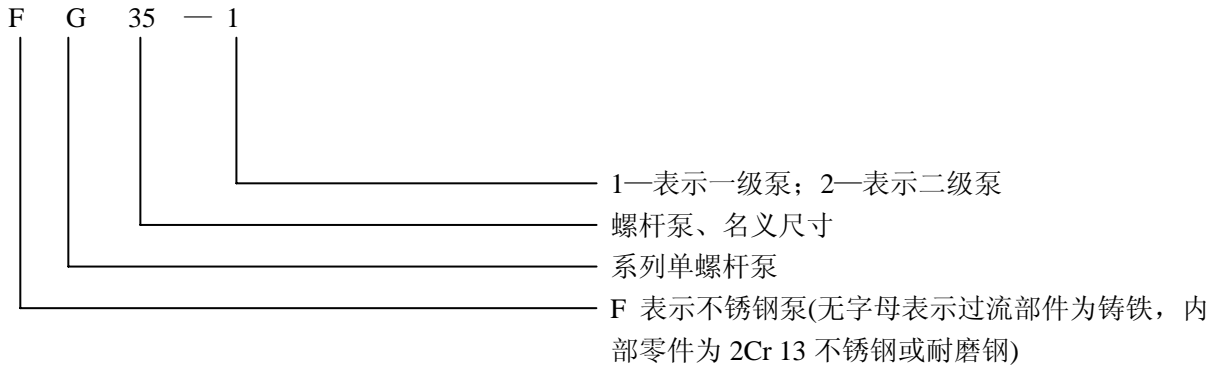 F G 35 — 1
1—表示一级泵；2—表示二级泵
螺杆泵、名义尺寸
系列单螺杆泵
F 表示不锈钢泵(无字母表示过流部件为铸铁，内
部零件为 2Cr 13 不锈钢或耐磨钢)